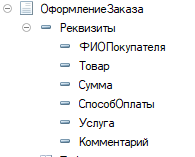 ОформлениеЗаказа
Реквизиты
ФИОПокупателя
Товар
Сумма
СпособОплаты
Услуга
Комментарий